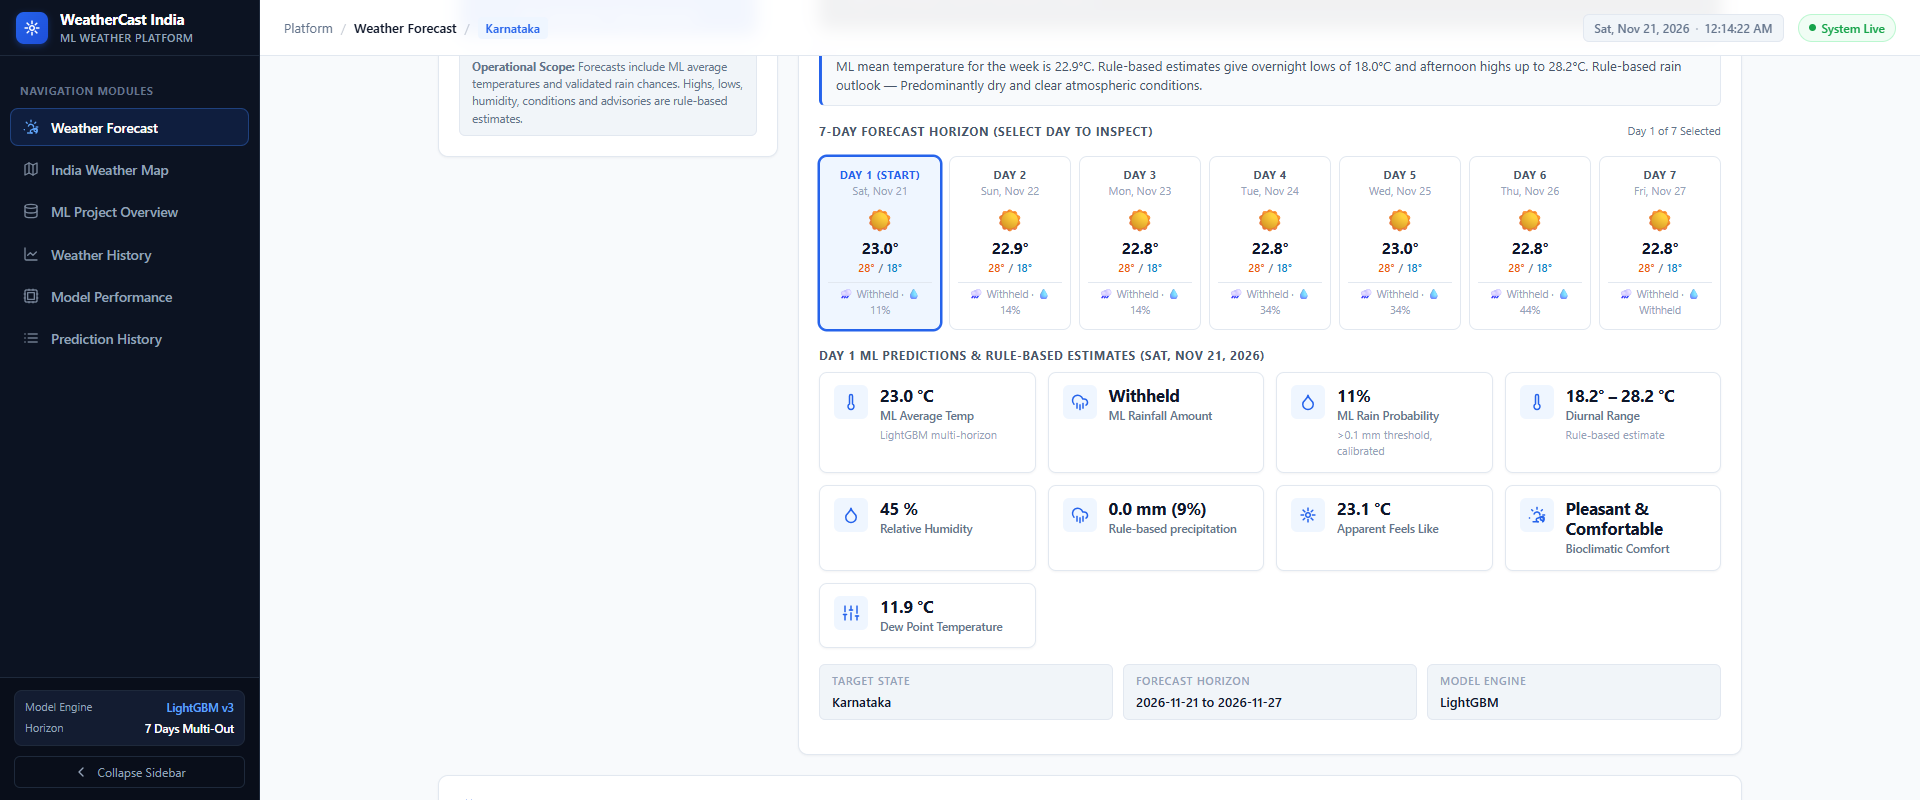 WeatherCast India
ML WEATHER PLATFORM
NAVIGATION MODULES
Weather Forecast
India Weather Map
ML Project Overview
Weather History
Model Performance
Prediction History
Model Engine LightGBM v3
Horizon 7 Days Multi-Out
Collapse Sidebar
Platform / Weather Forecast / Karnataka
Sat, Nov 21, 2026 · 12:14:22 AM
System Live
Operational Scope: Forecasts include ML average
temperatures and validated rain chances. Highs, lows,
humidity, conditions and advisories are rule-based
estimates.
ML mean temperature for the week is 22.9°C. Rule-based estimates give overnight lows of 18.0°C and afternoon highs up to 28.2°C. Rule-based rain
outlook — Predominantly dry and clear atmospheric conditions.
7-DAY FORECAST HORIZON (SELECT DAY TO INSPECT)
Day 1 of 7 Selected
DAY 1 (START)
Sat, Nov 21
23.0°
28° / 18°
Withheld ·
11%
DAY 2
Sun, Nov 22
22.9°
28° / 18°
Withheld ·
14%
DAY 3
Mon, Nov 23
22.8°
28° / 18°
Withheld ·
14%
DAY 4
Tue, Nov 24
22.8°
28° / 18°
Withheld ·
34%
DAY 5
Wed, Nov 25
23.0°
28° / 18°
Withheld ·
34%
DAY 6
Thu, Nov 26
22.8°
28° / 18°
Withheld ·
44%
DAY 7
Fri, Nov 27
22.8°
28° / 18°
Withheld ·
Withheld
DAY 1 ML PREDICTIONS & RULE-BASED ESTIMATES (SAT, NOV 21, 2026)
23.0 °C
ML Average Temp
LightGBM multi-horizon
Withheld
ML Rainfall Amount
11%
ML Rain Probability
>0.1 mm threshold,
calibrated
18.2° – 28.2 °C
Diurnal Range
Rule-based estimate
45 %
Relative Humidity
0.0 mm (9%)
Rule-based precipitation
23.1 °C
Apparent Feels Like
Pleasant &
Comfortable
Bioclimatic Comfort
11.9 °C
Dew Point Temperature
TARGET STATE
Karnataka
FORECAST HORIZON
2026-11-21 to 2026-11-27
MODEL ENGINE
LightGBM